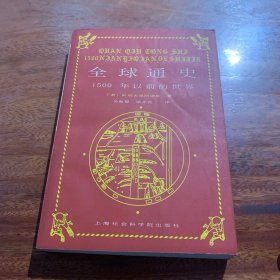 QUAN QIU TONG SHI
1500NIANYIQIANDESHIJIE
全球通史
1500 年以前的世界
上海社会科学院出版社